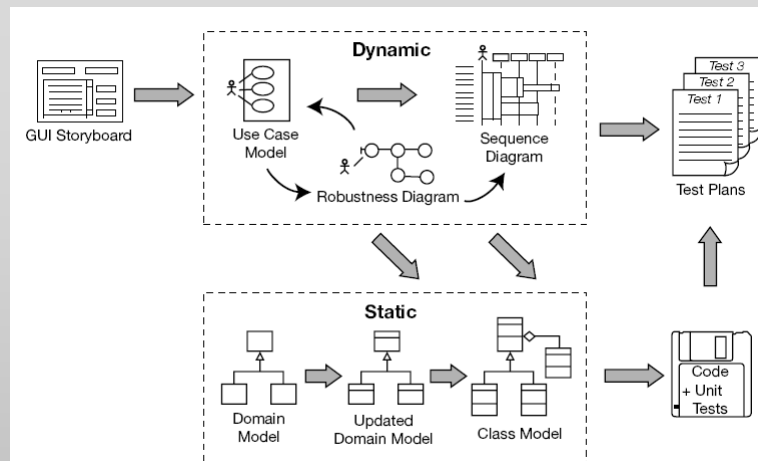 Dynamic
GUI Storyboard
Use Case
Model
Robustness Diagram
Sequence
Diagram
Test 3
Test 2
Test 1
Test Plans
Static
Domain
Model
Updated
Domain Model
Class Model
Code
+ Unit
Tests